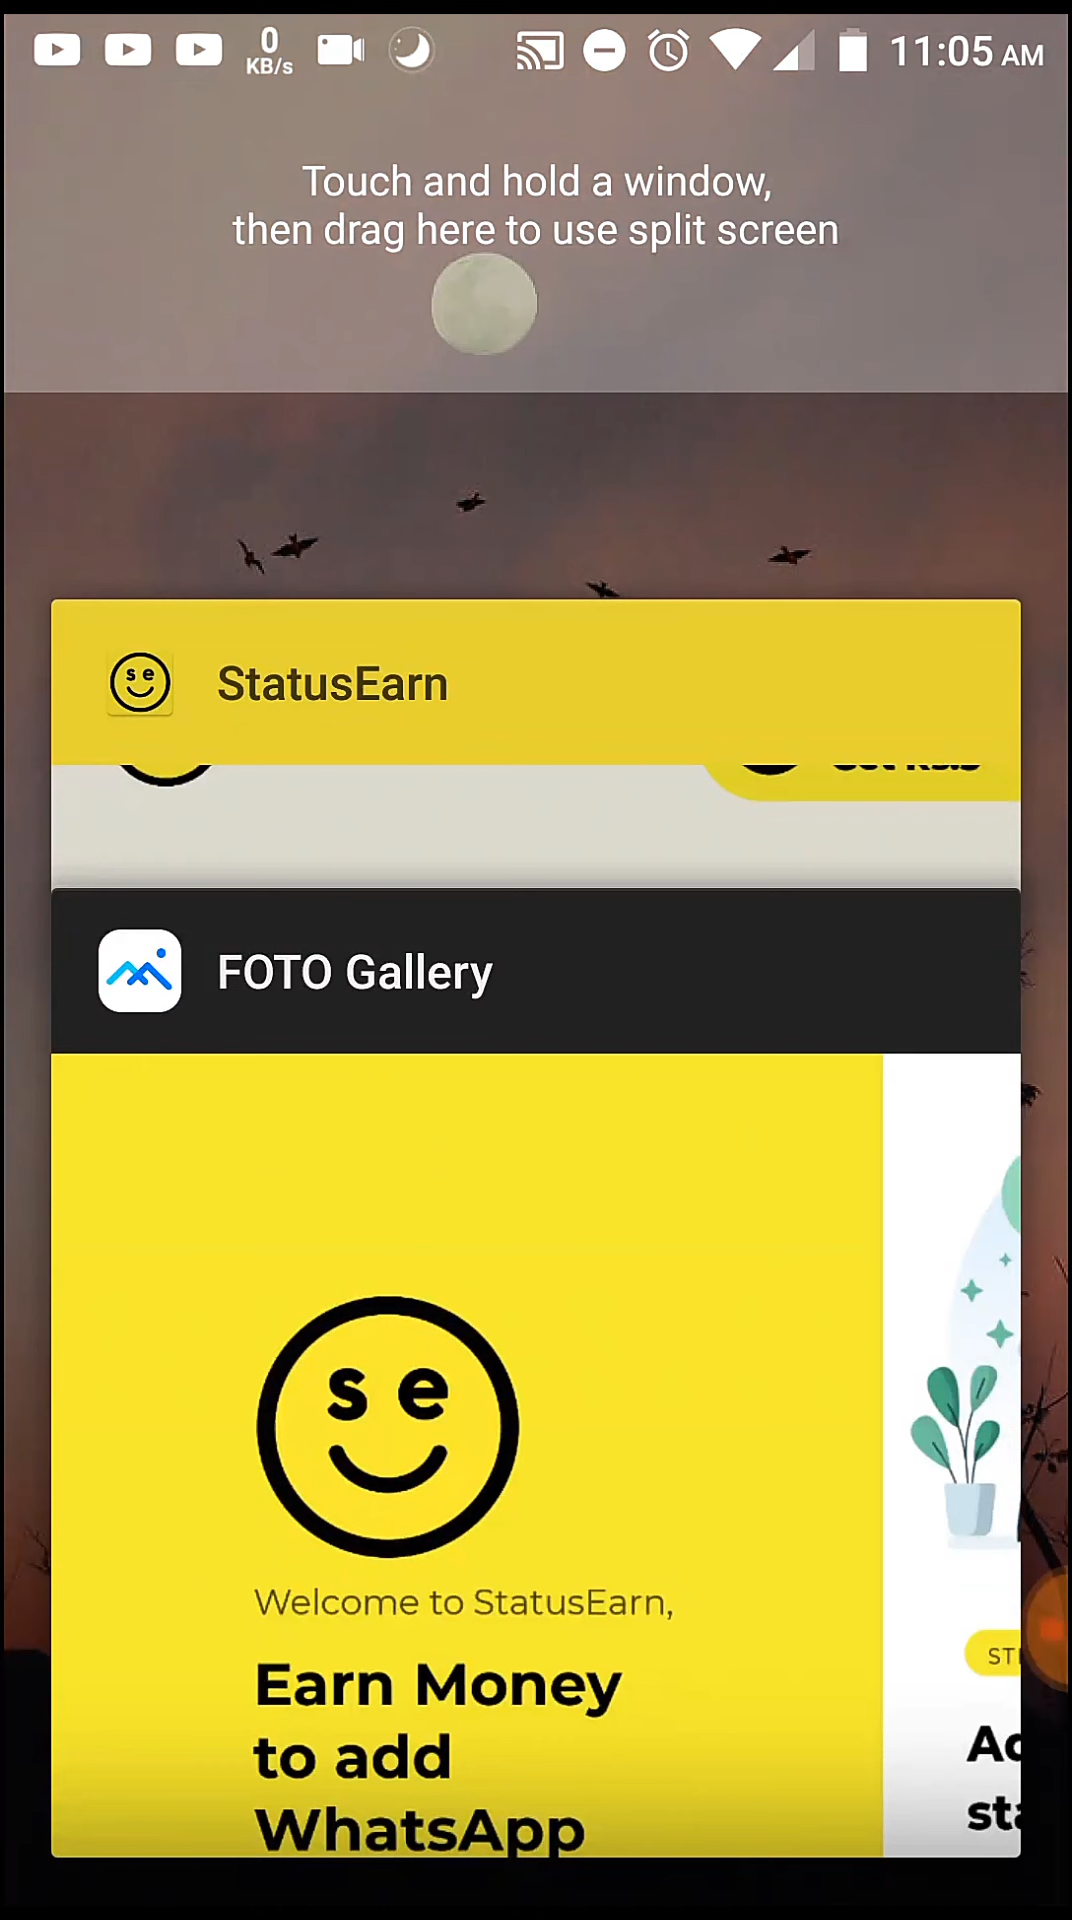 0
KB/s
11:05 AM
Touch and hold a window,
then drag here to use split screen
se
StatusEarn
FOTO Gallery
s e
Welcome to StatusEarn,
Earn Money
to add
WhatsApp